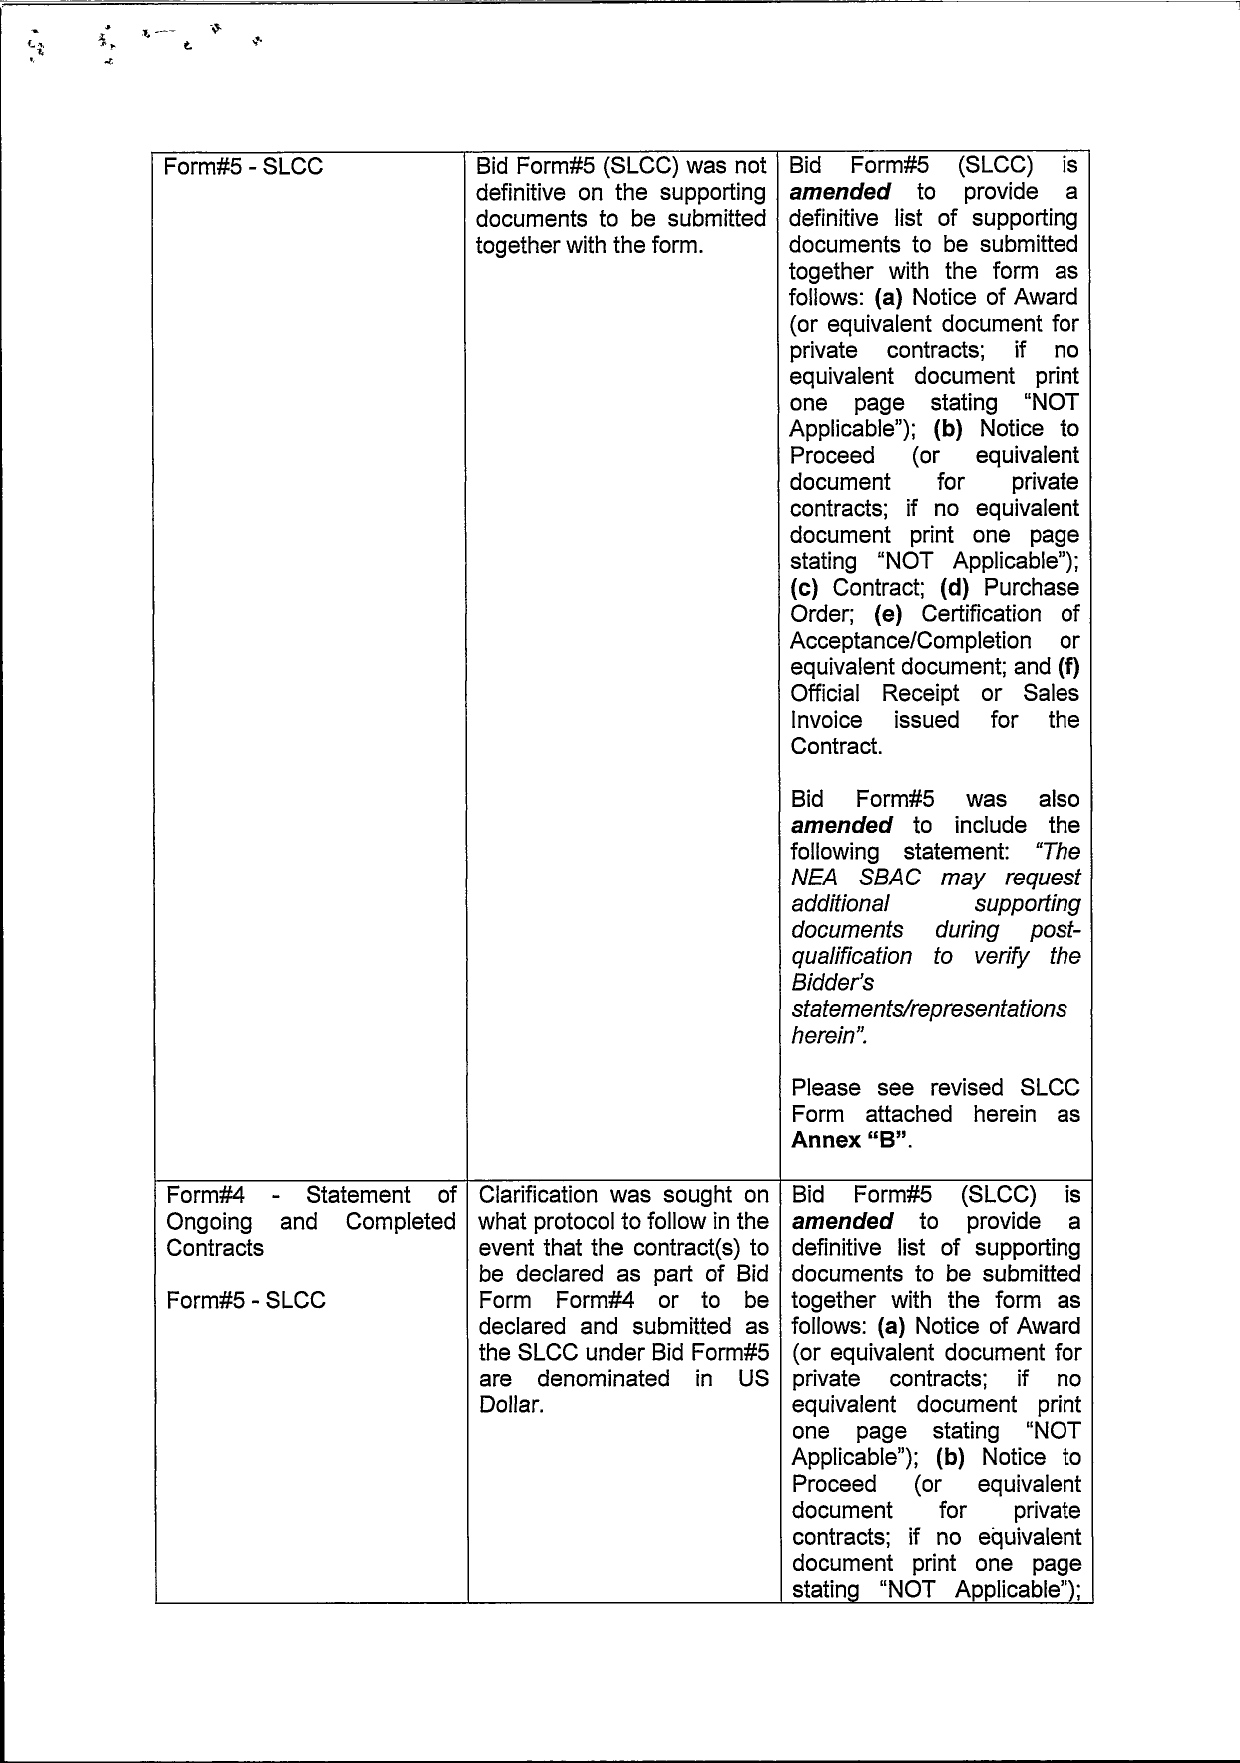 Form#5 - SLCC
Bid Form#5 (SLCC) was not
definitive on the supporting
documents to be submitted
together with the form.
Bid Form#5 (SLCC) is
amended to provide a
definitive list of supporting
documents to be submitted
together with the form as
follows: (a) Notice of Award
(or equivalent document for
private contracts; if no
equivalent document print
one page stating “NOT
Applicable”); (b) Notice to
Proceed (or equivalent
document for private
contracts; if no equivalent
document print one page
stating “NOT Applicable”);
(c) Contract; (d) Purchase
Order; (e) Certification of
Acceptance/Completion or
equivalent document; and (f)
Official Receipt or Sales
Invoice issued for the
Contract.
Bid Form#5 was also
amended to include the
following statement: “The
NEA SBAC may request
additional supporting
documents during post-
qualification to verify the
Bidder's
statements/representations
herein”.
Please see revised SLCC
Form attached herein as
Annex “B”.
Form#4 - Statement of
Ongoing and Completed
Contracts
Form#5 - SLCC
Clarification was sought on
what protocol to follow in the
event that the contract(s) to
be declared as part of Bid
Form Form#4 or to be
declared and submitted as
the SLCC under Bid Form#5
are denominated in US
Dollar.
Bid Form#5 (SLCC) is
amended to provide a
definitive list of supporting
documents to be submitted
together with the form as
follows: (a) Notice of Award
(or equivalent document for
private contracts; if no
equivalent document print
one page stating “NOT
Applicable”); (b) Notice to
Proceed (or equivalent
document for private
contracts; if no equivalent
document print one page
stating “NOT Applicable”);